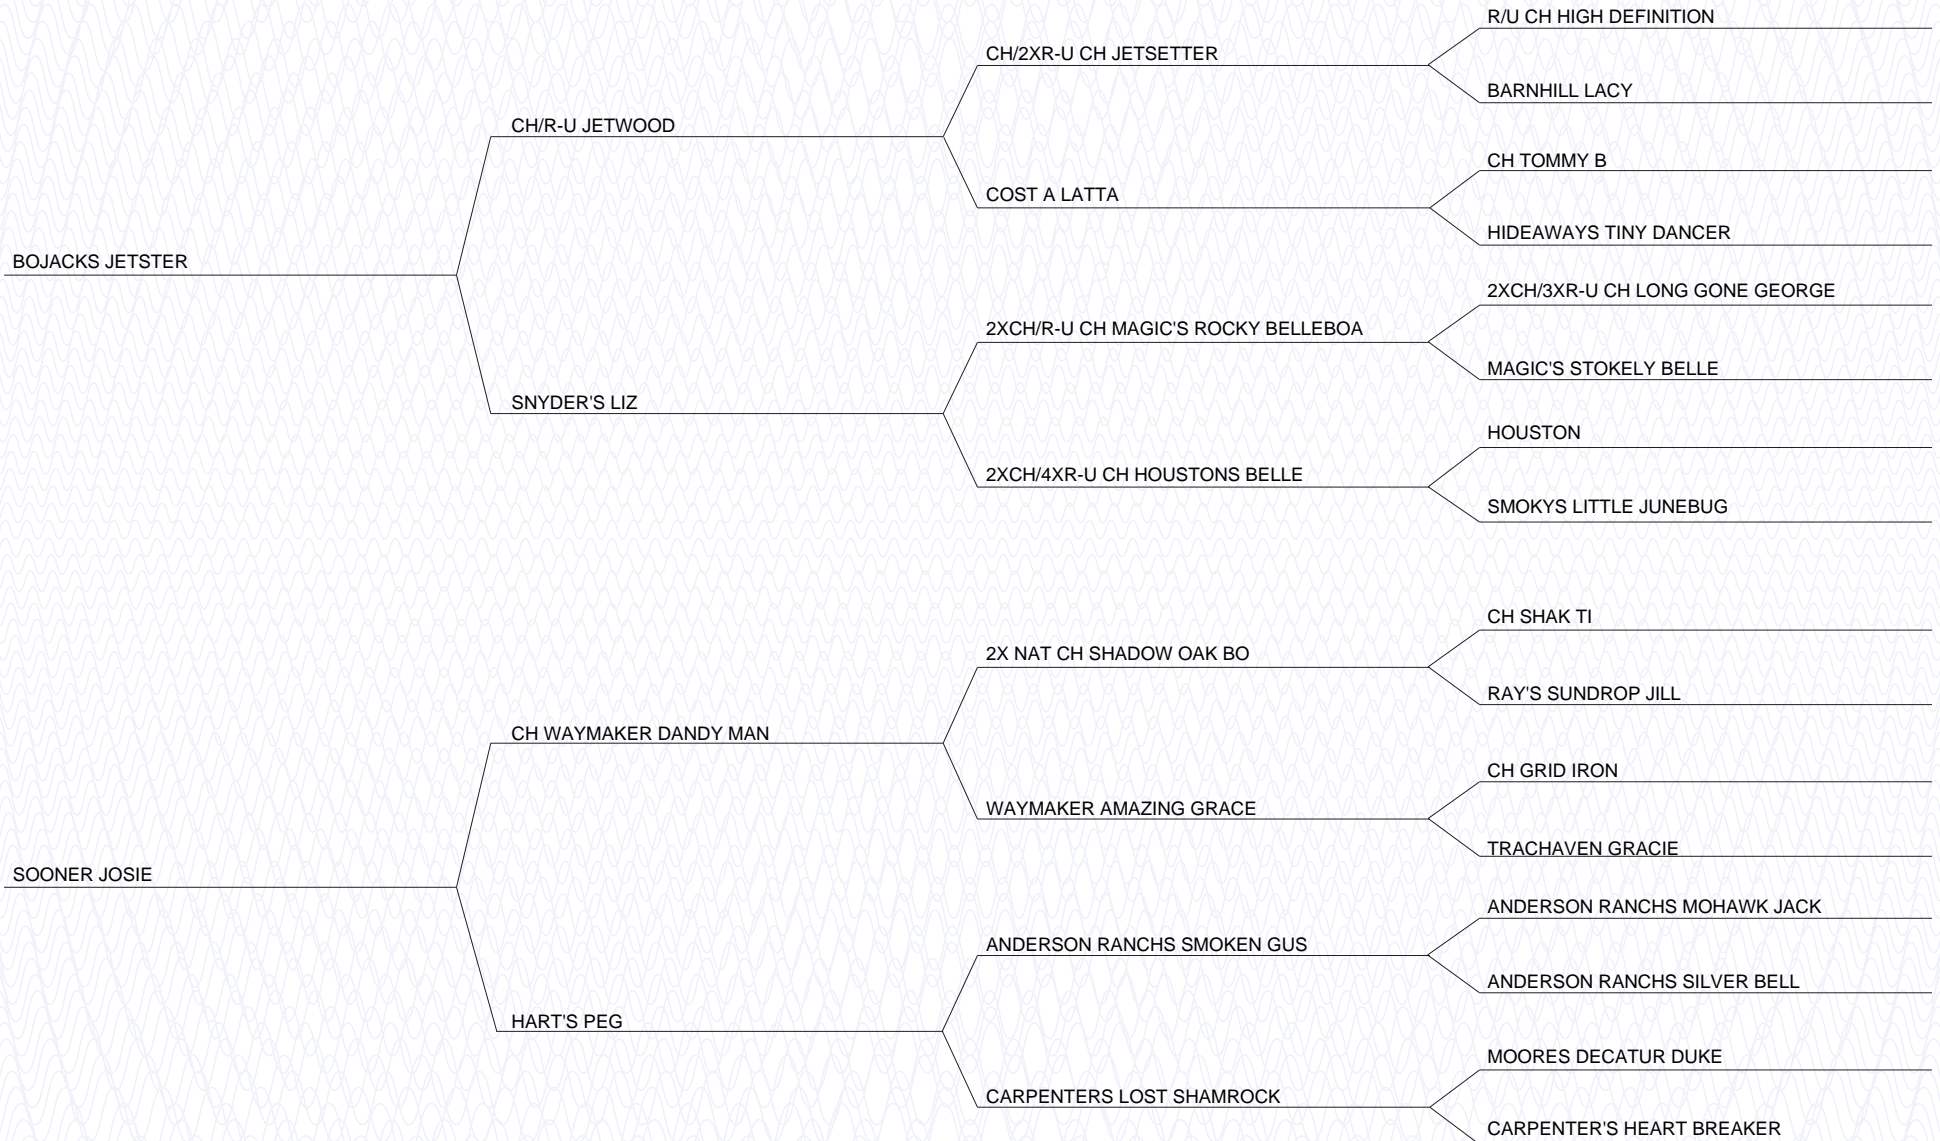 R/U CH HIGH DEFINITION
CH/2XR-U CH JETSETTER
BARNHILL LACY
CH/R-U JETWOOD
CH TOMMY B
COST A LATTA
HIDEAWAYS TINY DANCER
BOJACKS JETSTER
2XCH/3XR-U CH LONG GONE GEORGE
2XCH/R-U CH MAGIC'S ROCKY BELLEBOA
MAGIC'S STOKELY BELLE
SNYDER'S LIZ
HOUSTON
2XCH/4XR-U CH HOUSTONS BELLE
SMOKYS LITTLE JUNEBUG
CH SHAK TI
2X NAT CH SHADOW OAK BO
RAY'S SUNDROP JILL
CH WAYMAKER DANDY MAN
CH GRID IRON
WAYMAKER AMAZING GRACE
TRACHAVEN GRACIE
SOONER JOSIE
ANDERSON RANCHS MOHAWK JACK
ANDERSON RANCHS SMOKEN GUS
ANDERSON RANCHS SILVER BELL
HART'S PEG
MOORES DECATUR DUKE
CARPENTERS LOST SHAMROCK
CARPENTER'S HEART BREAKER